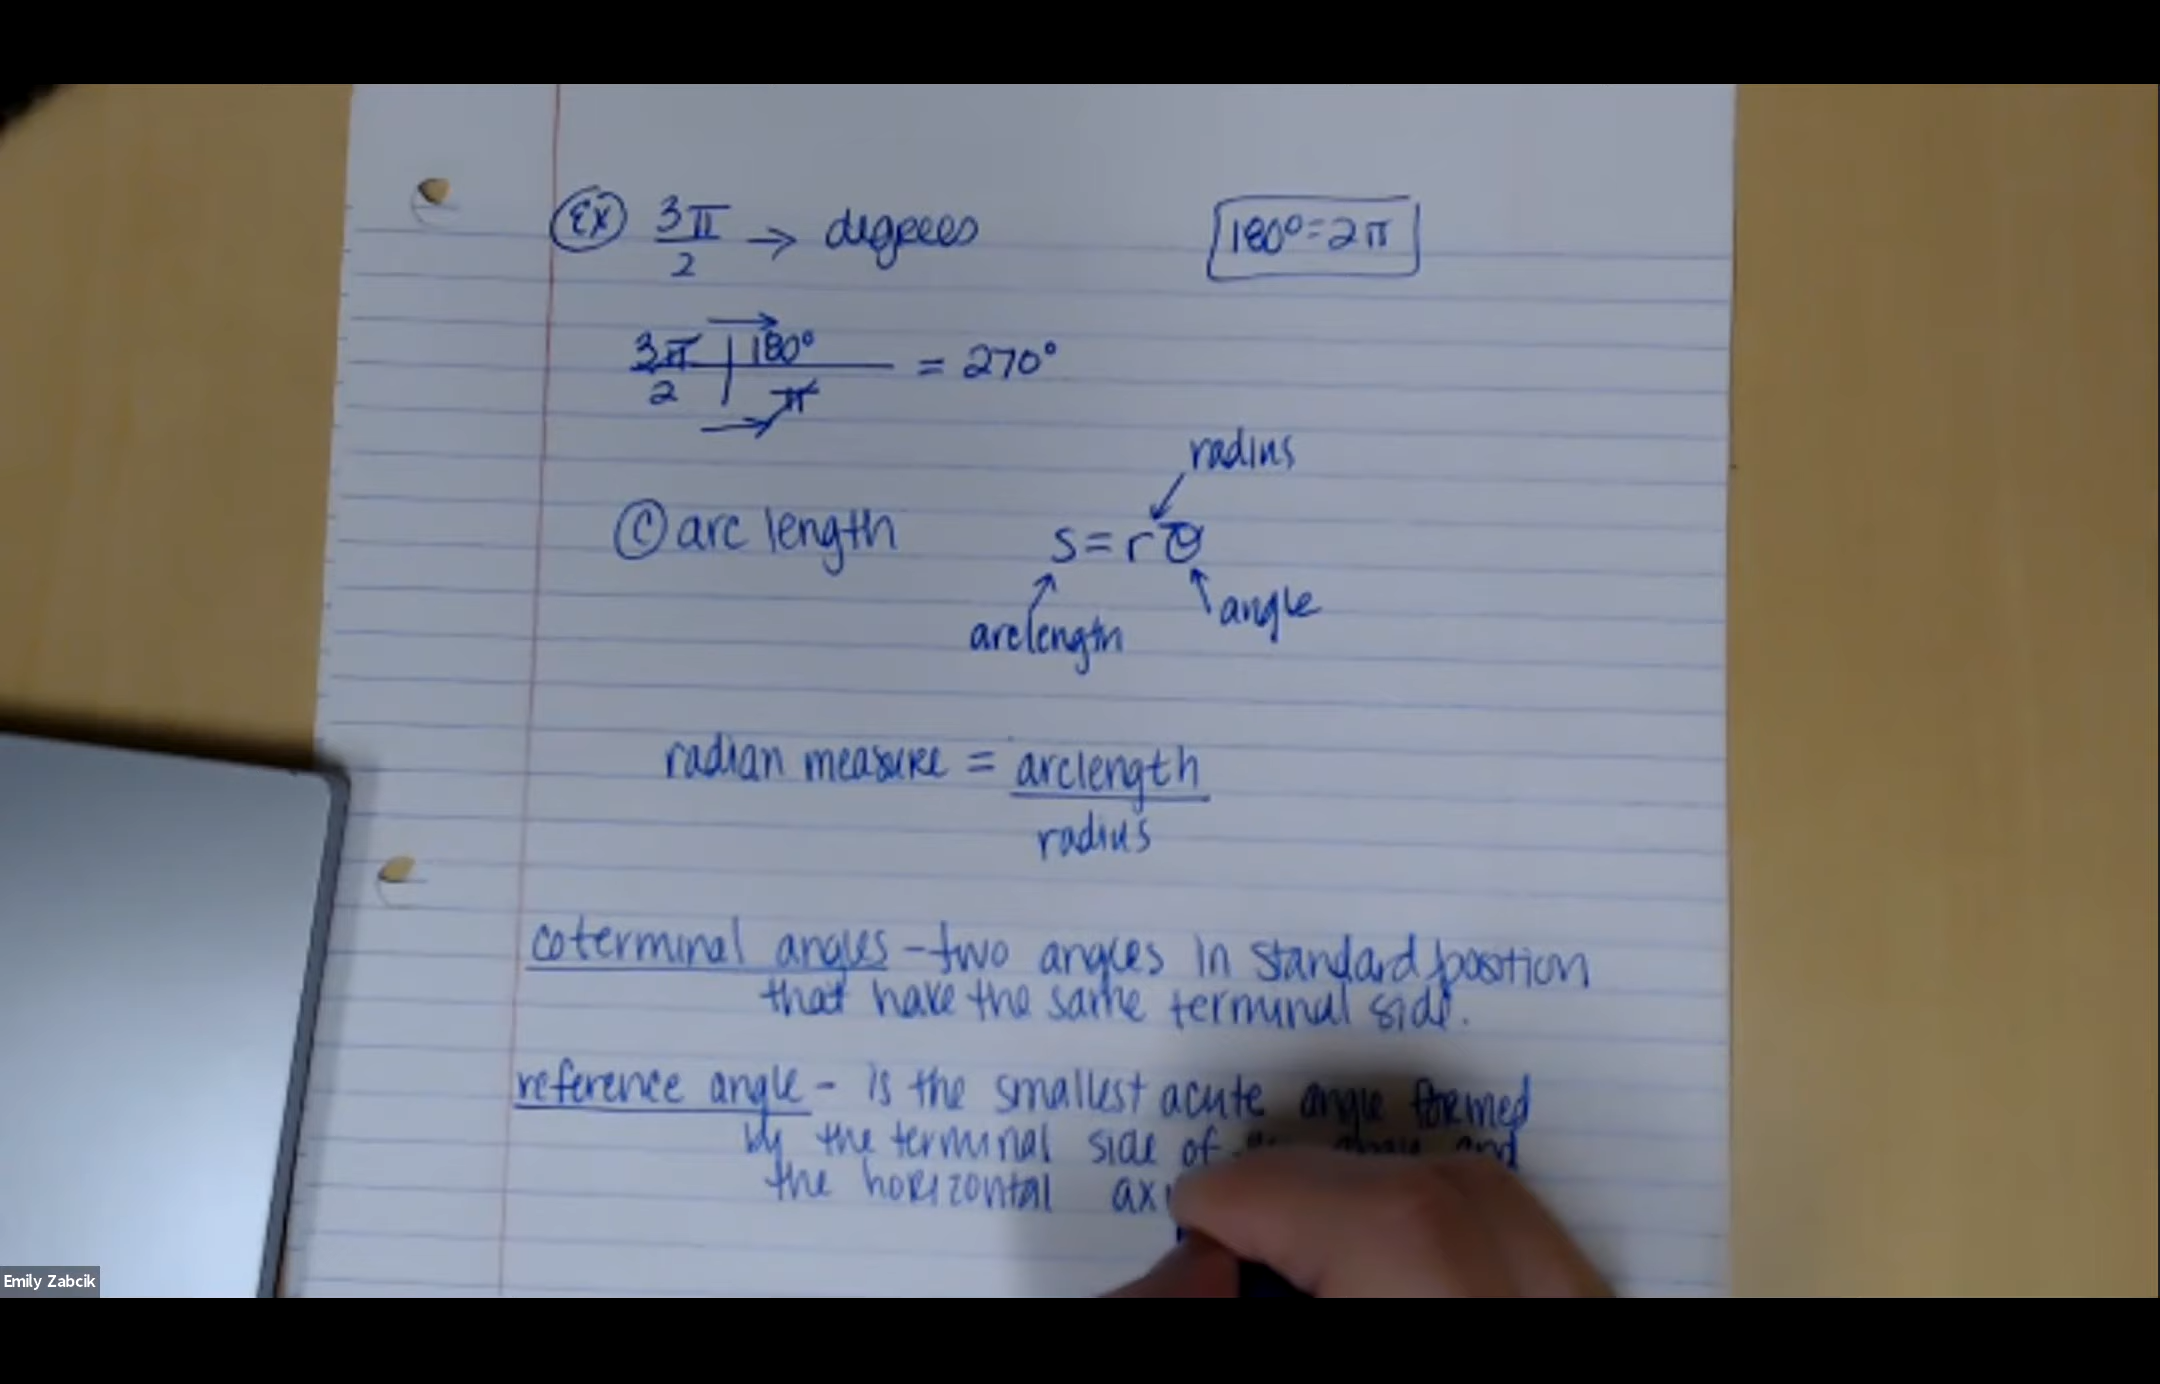 Ex 3π/2 → degrees
180° = 2π
3π/2 | 180°/π = 270°
radius
Ⓒ arc length s = rθ
angle
arclength
radian measure = arclength
radius
coterminal angles - two angles in standard position
that have the same terminal side.
reference angle - is the smallest acute angle formed
by the terminal side of and
the horizontal
Emily Zabcik